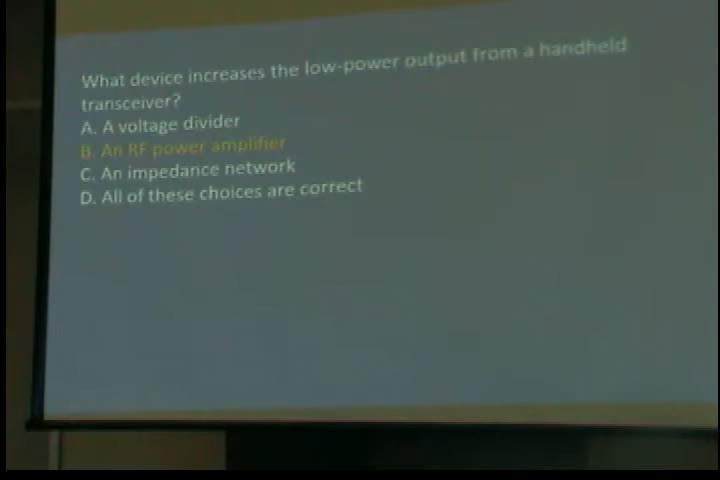 What device increases the low-power output from a handheld
transceiver?
A. A voltage divider
B. An RF power amplifier
C. An impedance network
D. All of these choices are correct